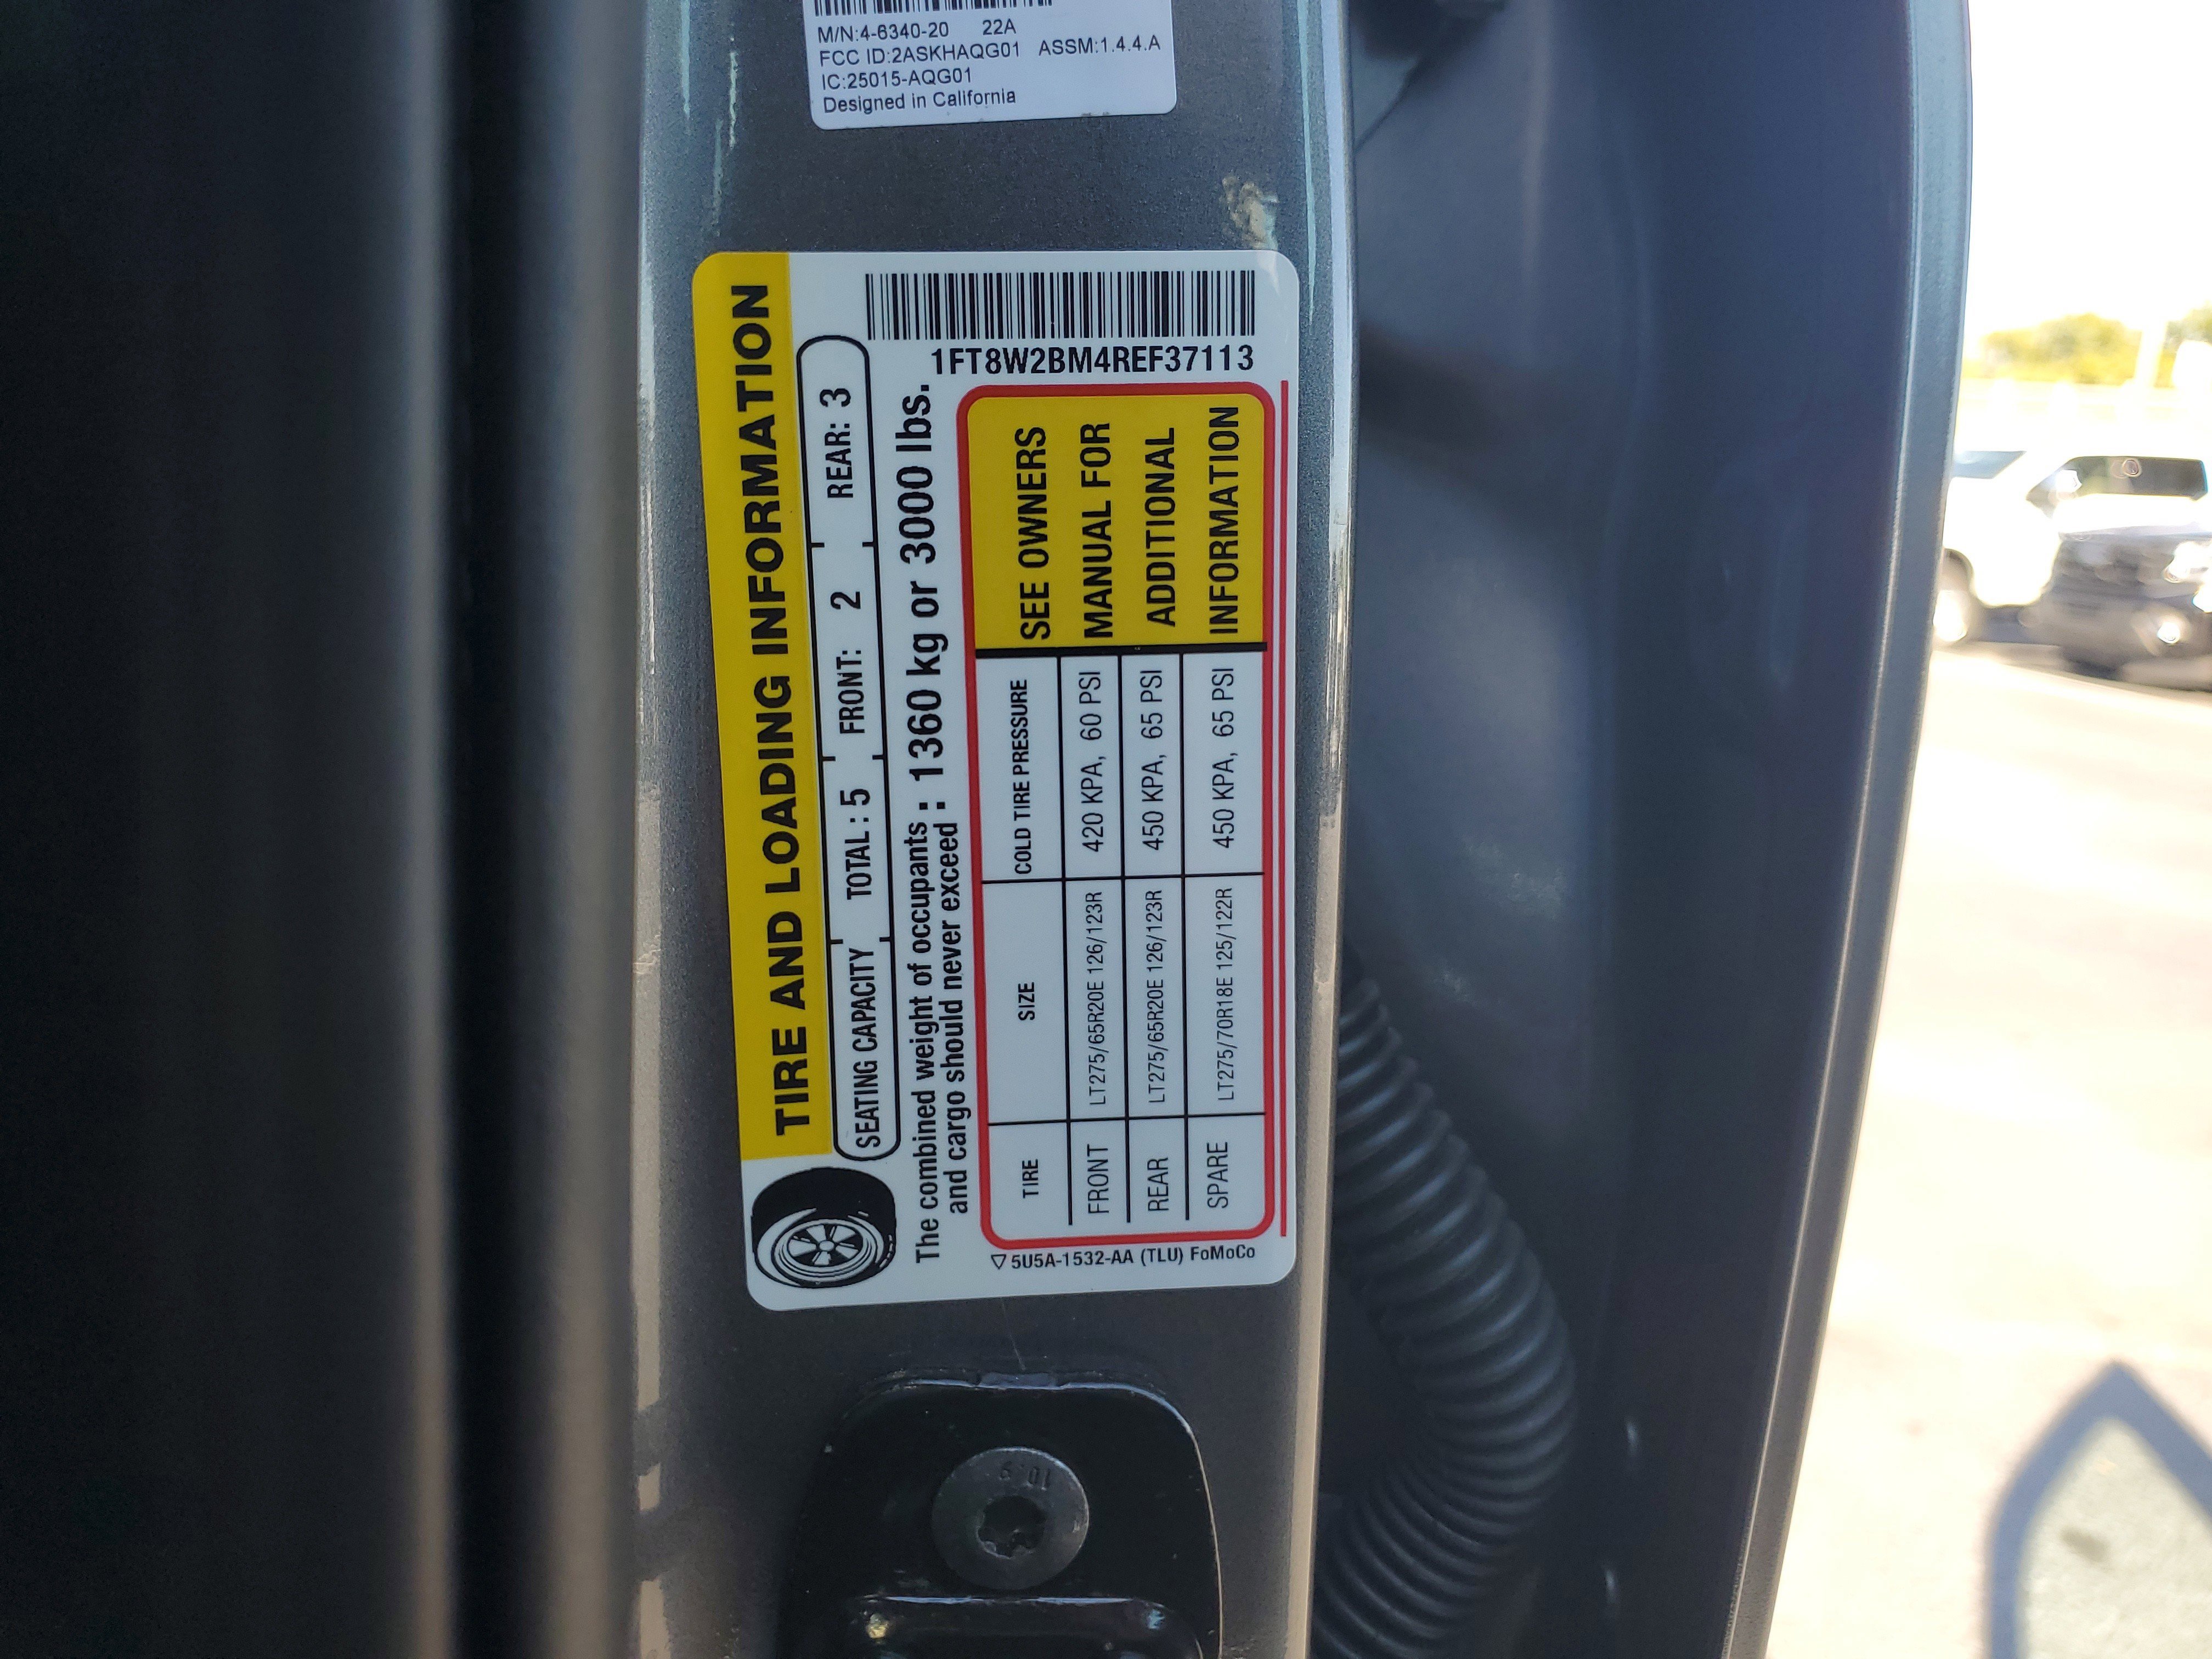 M/N:4-6340-20 22A
FCC ID:2ASKHAQG01 ASSM:1.4.4.A
IC:25015-AQG01
Designed in California
TIRE AND LOADING INFORMATION
SEATING CAPACITY TOTAL : 5 FRONT: 2 REAR: 3
The combined weight of occupants
and cargo should never exceed : 1360 kg or 3000 lbs.
TIRE SIZE COLD TIRE PRESSURE
FRONT LT275/65R20E 126/123R 420 KPA, 60 PSI
REAR LT275/65R20E 126/123R 450 KPA, 65 PSI
SPARE LT275/70R18E 125/122R 450 KPA, 65 PSI
SEE OWNERS
MANUAL FOR
ADDITIONAL
INFORMATION
5U5A-1532-AA (TLU) FoMoCo
1FT8W2BM4REF37113
10.9